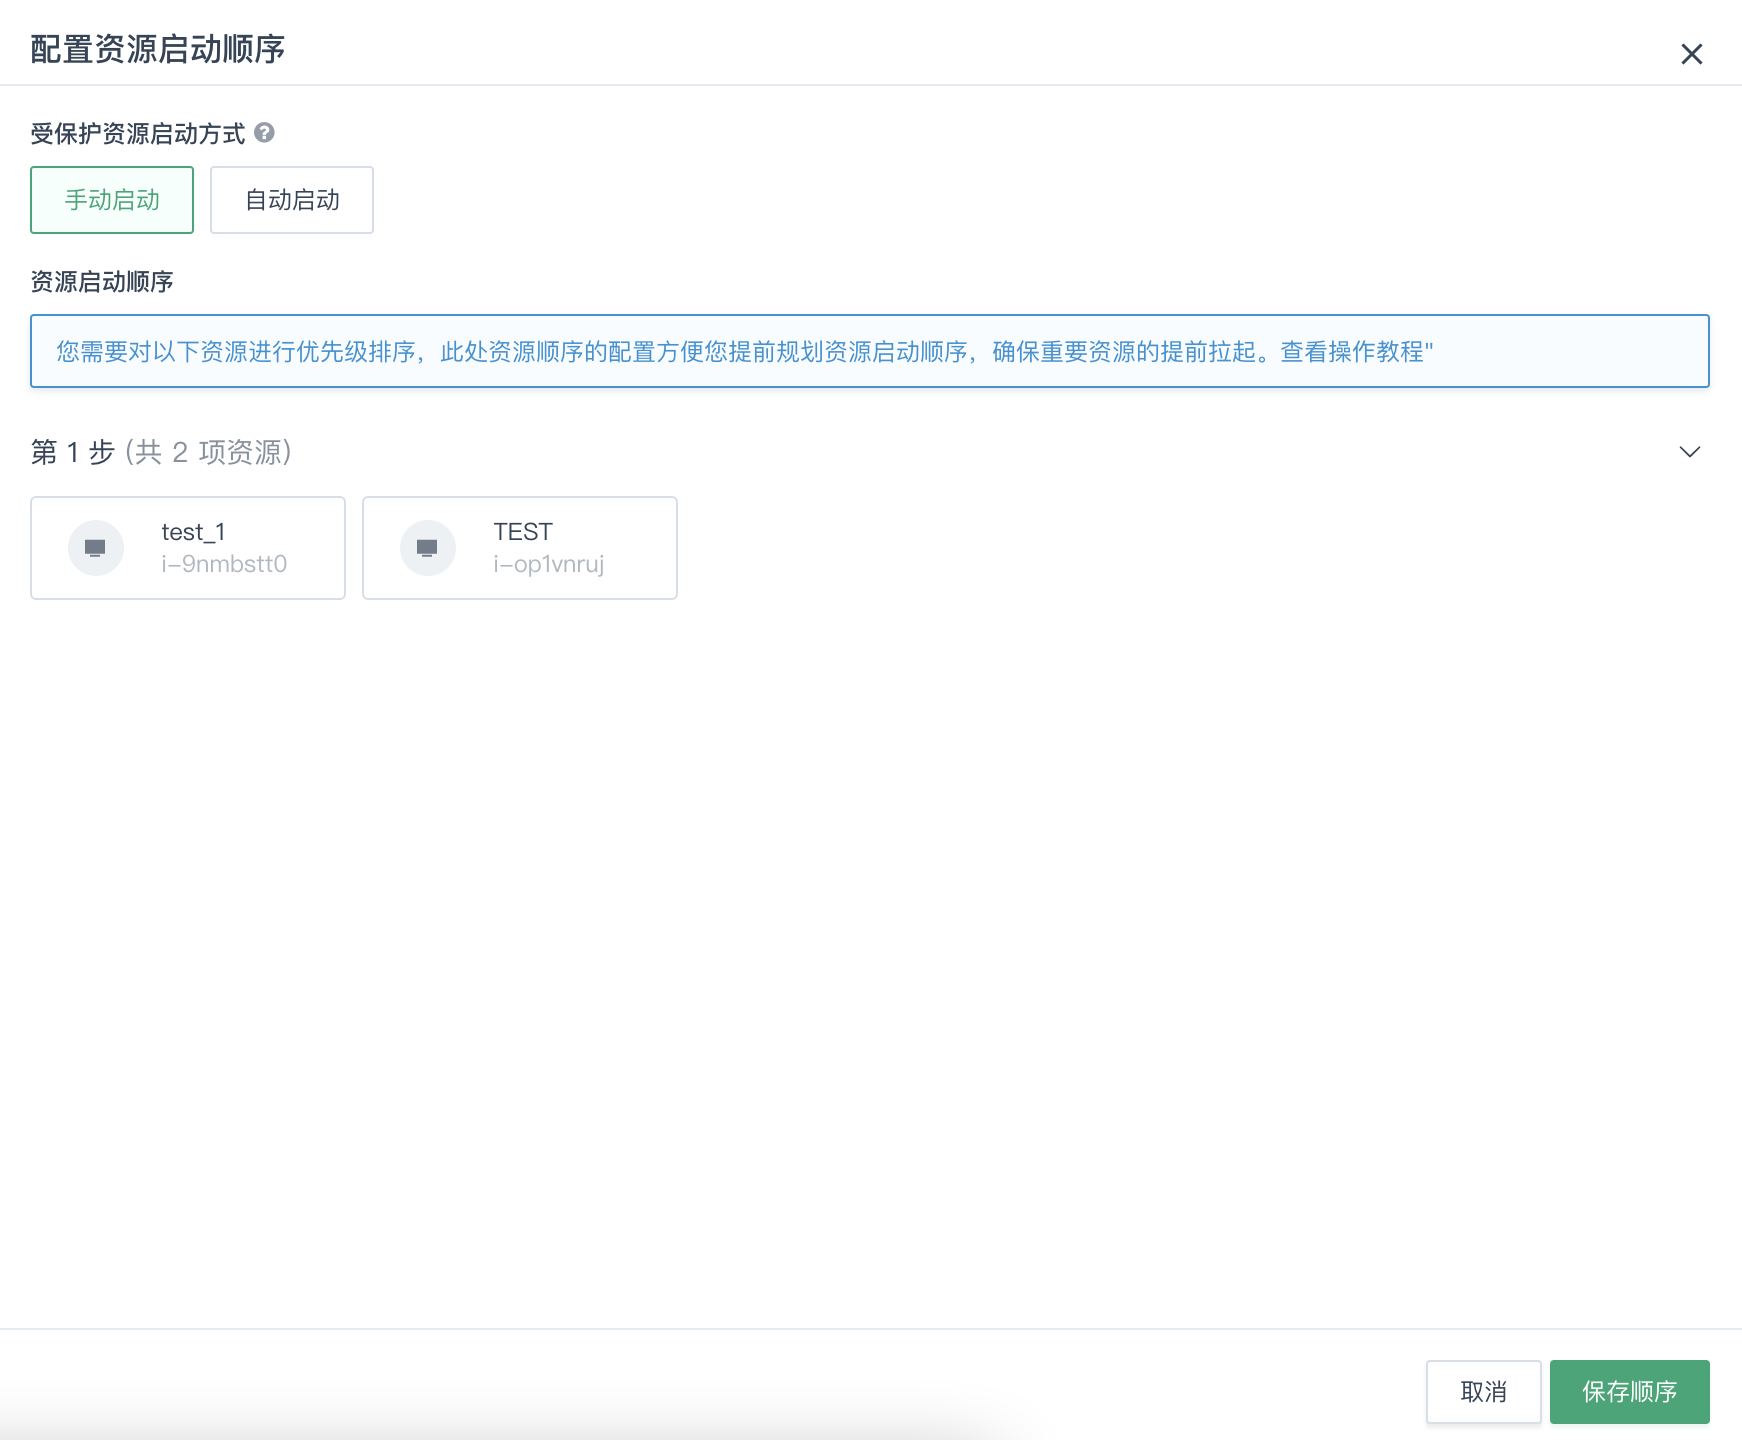 配置资源启动顺序
受保护资源启动方式
手动启动
自动启动
资源启动顺序
您需要对以下资源进行优先级排序，此处资源顺序的配置方便您提前规划资源启动顺序，确保重要资源的提前拉起。查看操作教程"
第 1 步 (共 2 项资源)
test_1
i-9nmbstt0
TEST
i-op1vnruj
取消
保存顺序